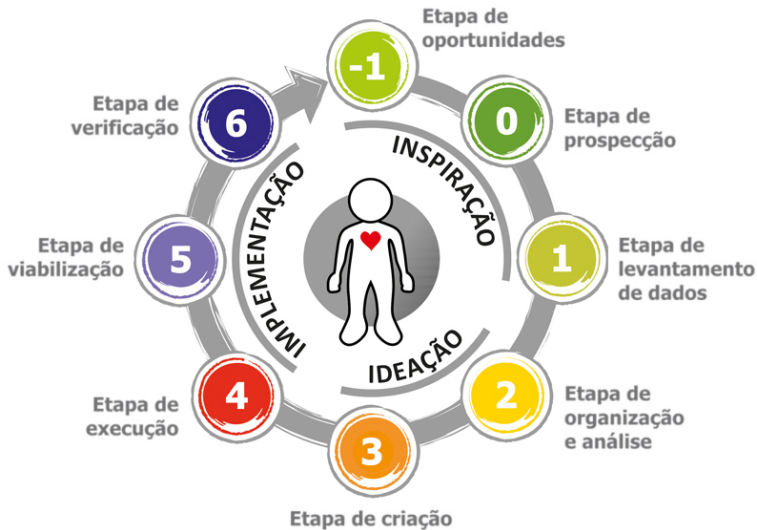 -1
Etapa de
oportunidades
0
Etapa de
prospecção
1
Etapa de
levantamento
de dados
2
Etapa de
organização
e análise
3
Etapa de criação
4
Etapa de
execução
5
Etapa de
viabilização
6
Etapa de
verificação
INSPIRAÇÃO
IDEAÇÃO
IMPLEMENTAÇÃO